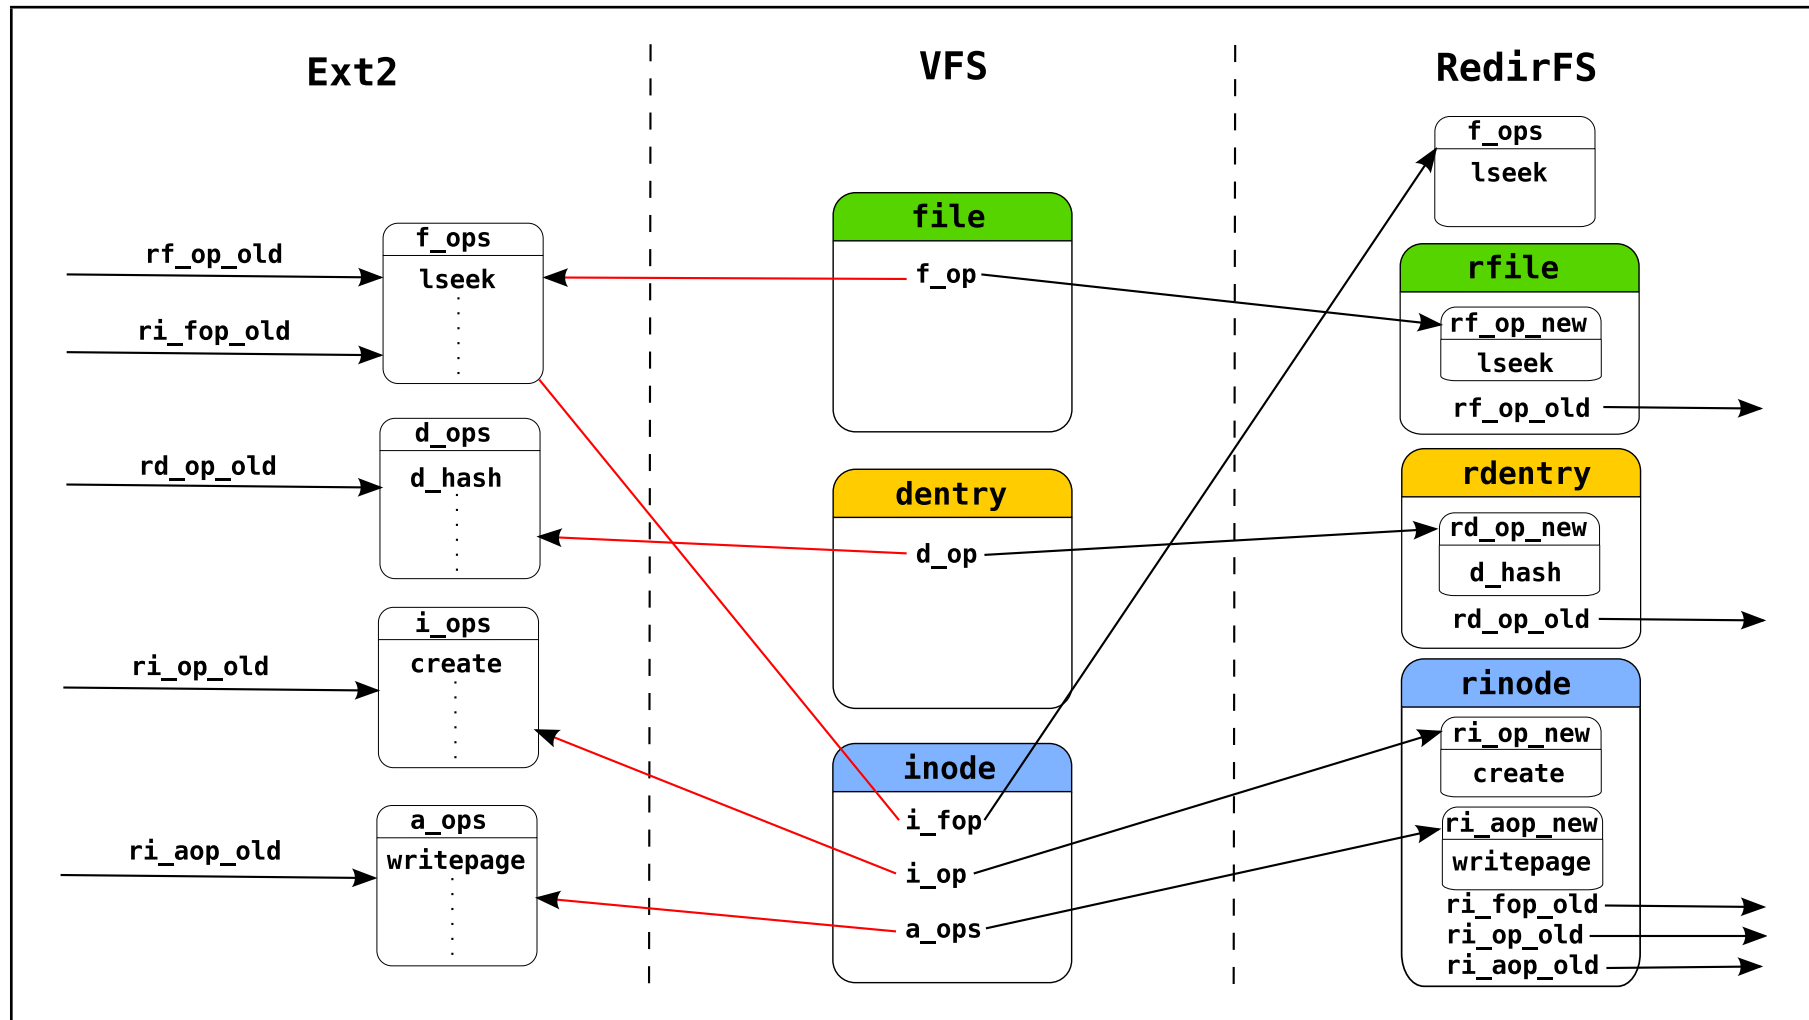 Ext2
VFS
RedirFS
rf_op_old
ri_fop_old
f_ops
lseek
rd_op_old
d_ops
d_hash
ri_op_old
i_ops
create
ri_aop_old
a_ops
writepage
file
f_op
dentry
d_op
inode
i_fop
i_op
a_ops
f_ops
lseek
rfile
rf_op_new
lseek
rf_op_old
rdentry
rd_op_new
d_hash
rd_op_old
rinode
ri_op_new
create
ri_aop_new
writepage
ri_fop_old
ri_op_old
ri_aop_old